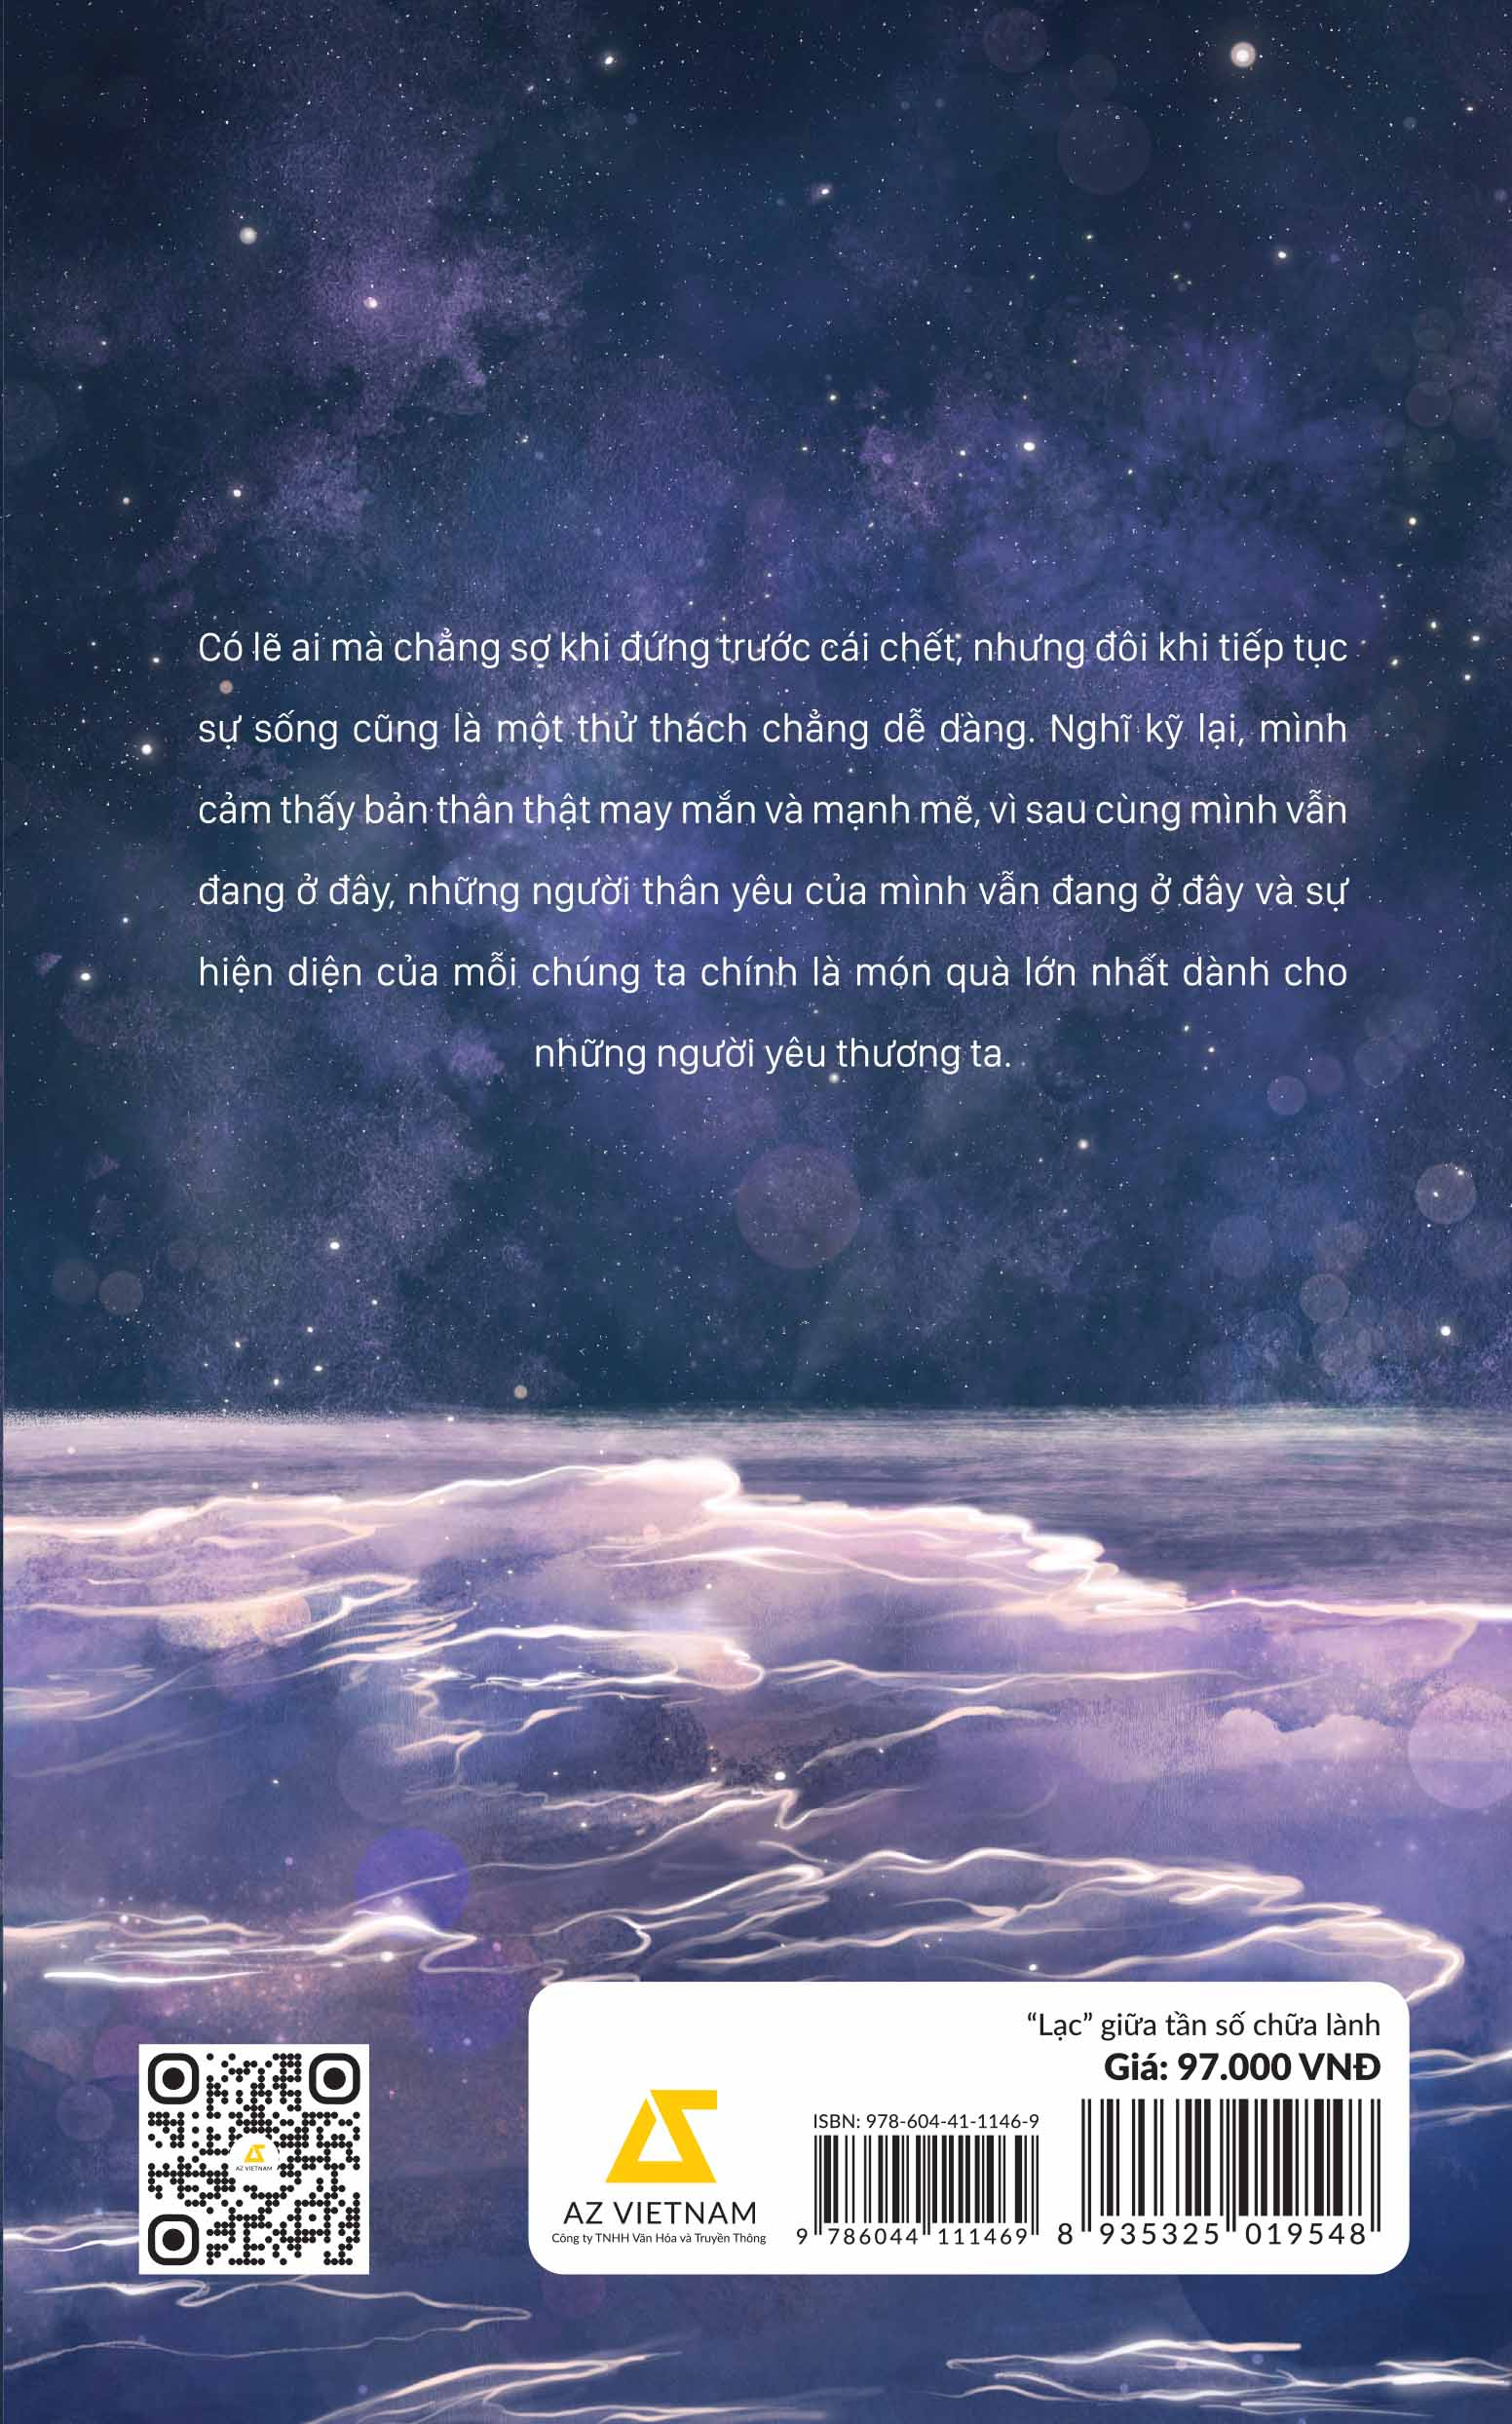 Có lẽ ai mà chẳng sợ khi đứng trước cái chết, nhưng đôi khi tiếp tục
sự sống cũng là một thử thách chẳng dễ dàng. Nghĩ kỹ lại, mình
cảm thấy bản thân thật may mắn và mạnh mẽ, vì sau cùng mình vẫn
đang ở đây, những người thân yêu của mình vẫn đang ở đây và sự
hiện diện của mỗi chúng ta chính là món quà lớn nhất dành cho
những người yêu thương ta.
AZ VIETNAM
AZ VIETNAM
Công ty TNHH Văn Hóa và Truyền Thông
“Lạc” giữa tần số chữa lành
Giá: 97.000 VNĐ
ISBN: 978-604-41-1146-9
9 786044 111469
8 935325 019548